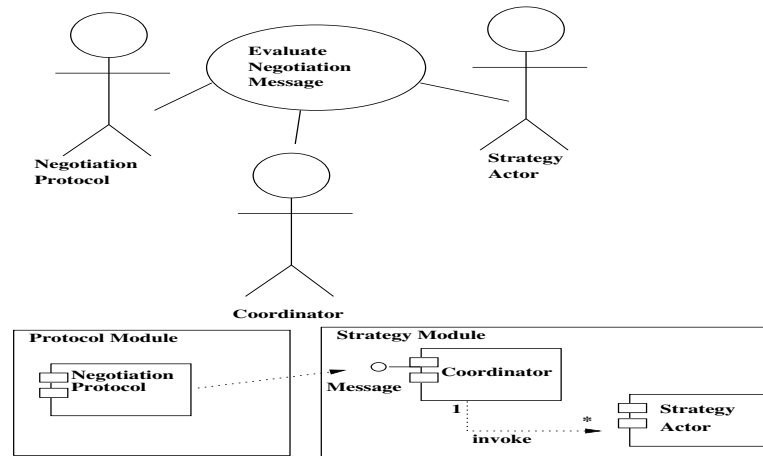 Evaluate
Negotiation
Message
Negotiation
Protocol
Strategy
Actor
Coordinator
Protocol Module
Negotiation
Protocol
Strategy Module
Message
Coordinator
1
*
invoke
Strategy
Actor